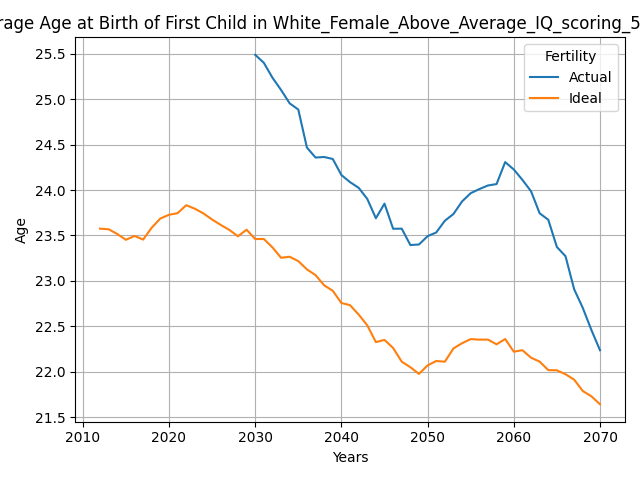 rage Age at Birth of First Child in White_Female_Above_Average_IQ_scoring_5
Fertility
Actual
Ideal
25.5
25.0
24.5
24.0
23.5
23.0
22.5
22.0
21.5
Age
2010 2020 2030 2040 2050 2060 2070
Years